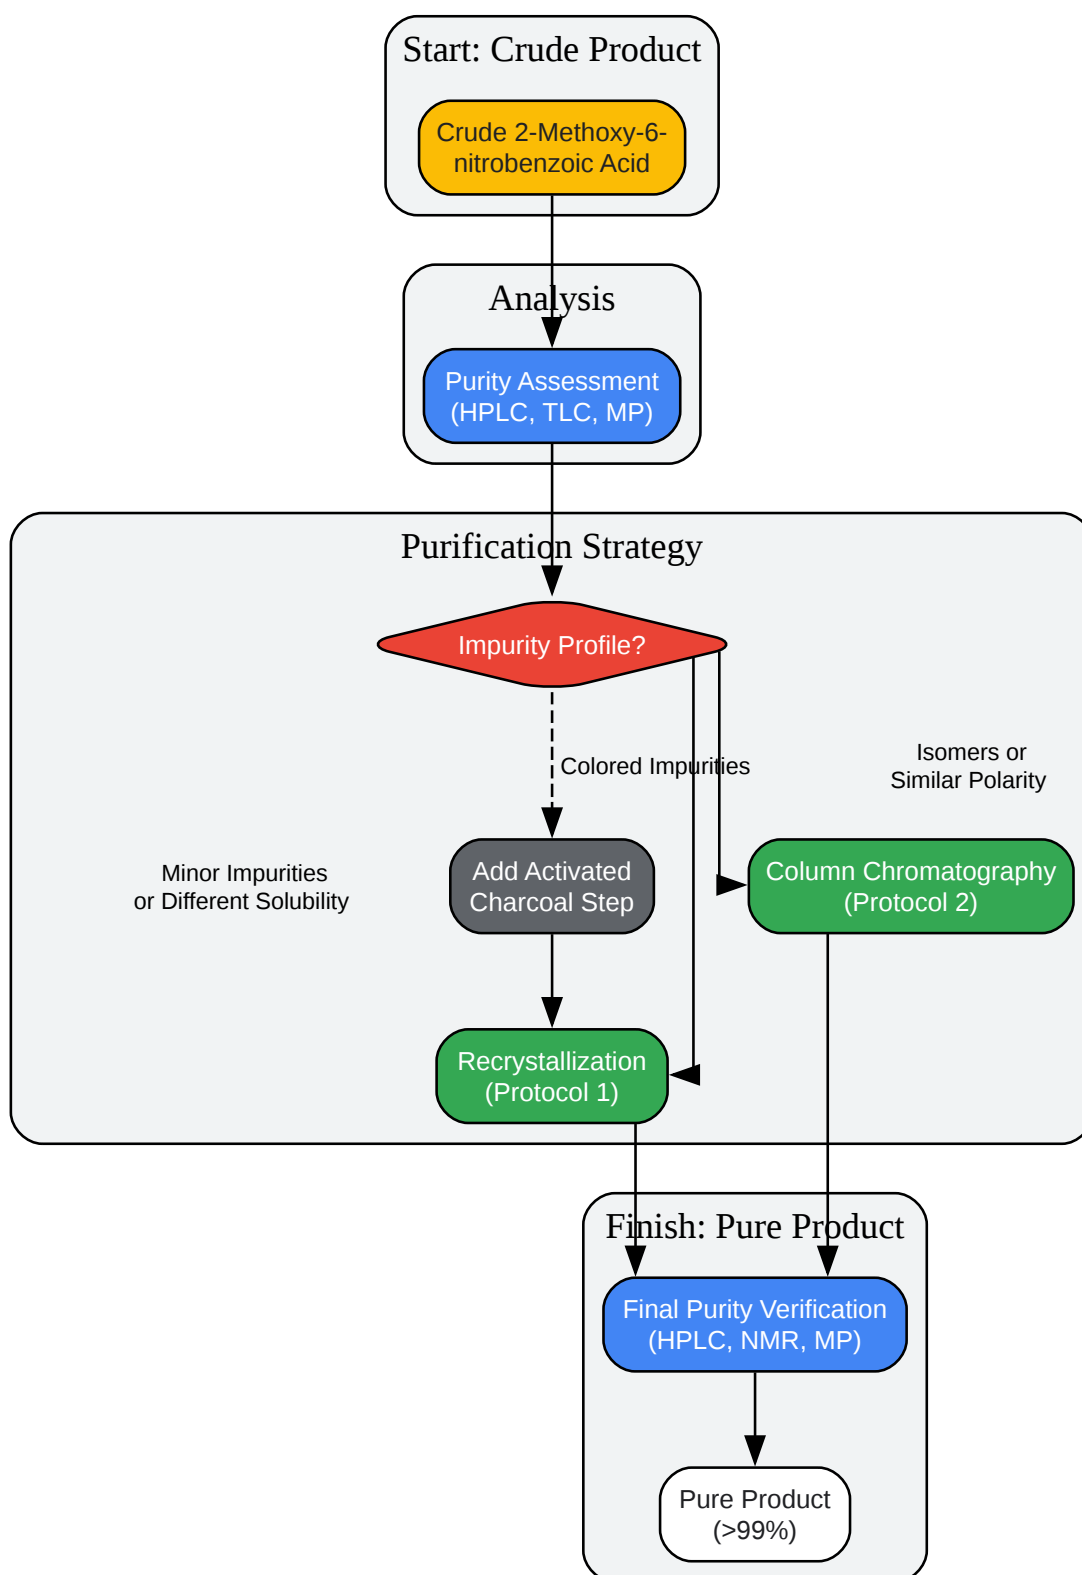 Start: Crude Product
Crude 2-Methoxy-6-
nitrobenzoic Acid
Analysis
Purity Assessment
(HPLC, TLC, MP)
Purification Strategy
Impurity Profile?
Colored Impurities
Isomers or
Similar Polarity
Minor Impurities
or Different Solubility
Add Activated
Charcoal Step
Column Chromatography
(Protocol 2)
Recrystallization
(Protocol 1)
Finish: Pure Product
Final Purity Verification
(HPLC, NMR, MP)
Pure Product
(>99%)